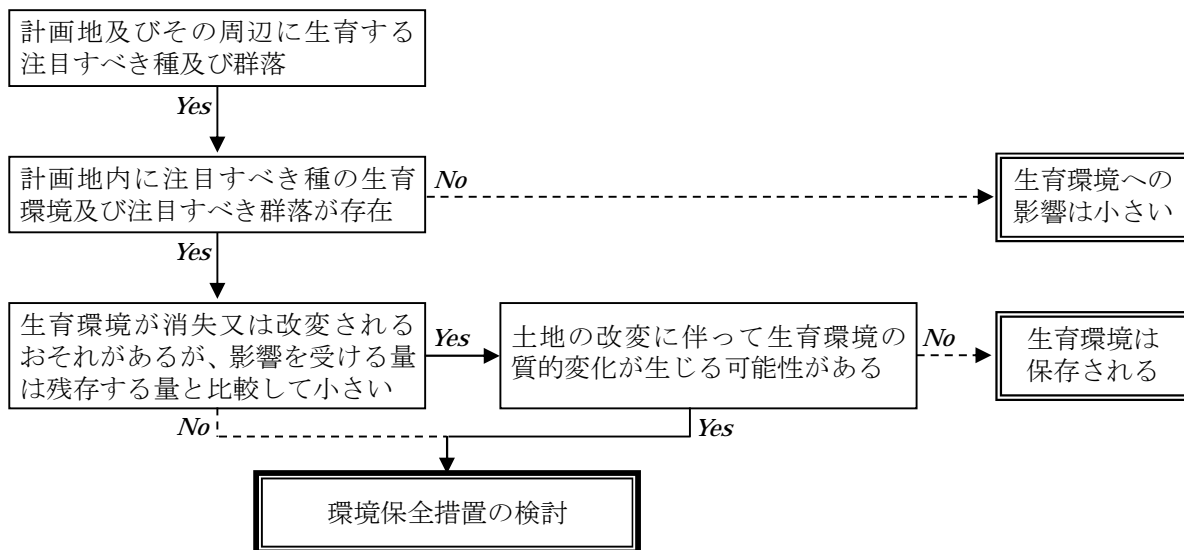 計画地及びその周辺に生育する
注目すべき種及び群落
Yes
計画地内に注目すべき種の生育
環境及び注目すべき群落が存在
No
生育環境への
影響は小さい
Yes
生育環境が消失又は改変される
おそれがあるが、影響を受ける量
は残存する量と比較して小さい
Yes
土地の改変に伴って生育環境の
質的変化が生じる可能性がある
No
生育環境は
保存される
No
Yes
環境保全措置の検討